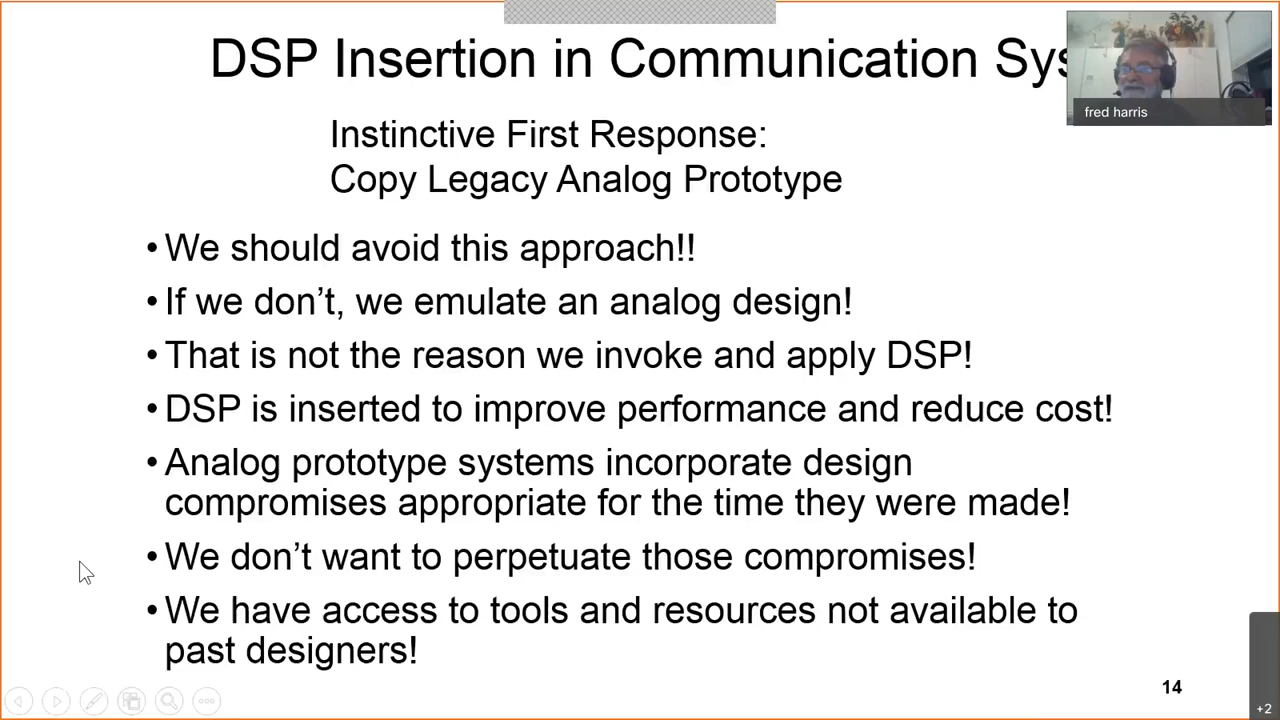 DSP Insertion in Communication Sys
fred harris
Instinctive First Response:
Copy Legacy Analog Prototype
• We should avoid this approach!!
• If we don’t, we emulate an analog design!
• That is not the reason we invoke and apply DSP!
• DSP is inserted to improve performance and reduce cost!
• Analog prototype systems incorporate design
compromises appropriate for the time they were made!
• We don’t want to perpetuate those compromises!
• We have access to tools and resources not available to
past designers!
14
+2